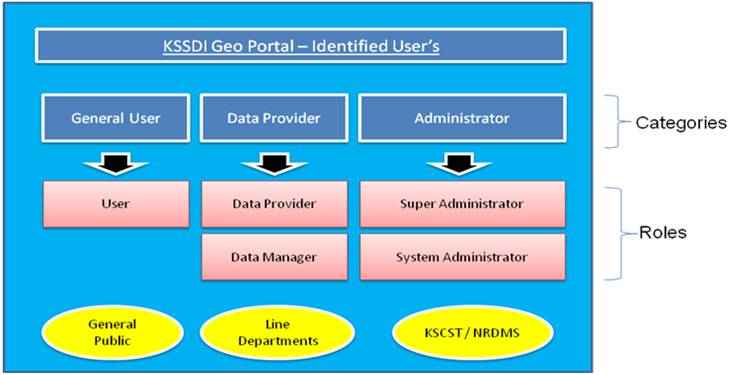 KSSDI Geo Portal – Identified User's
General User
Data Provider
Administrator
Categories
User
Data Provider
Super Administrator
Roles
Data Manager
System Administrator
General
Public
Line
Departments
KSCST / NRDMS